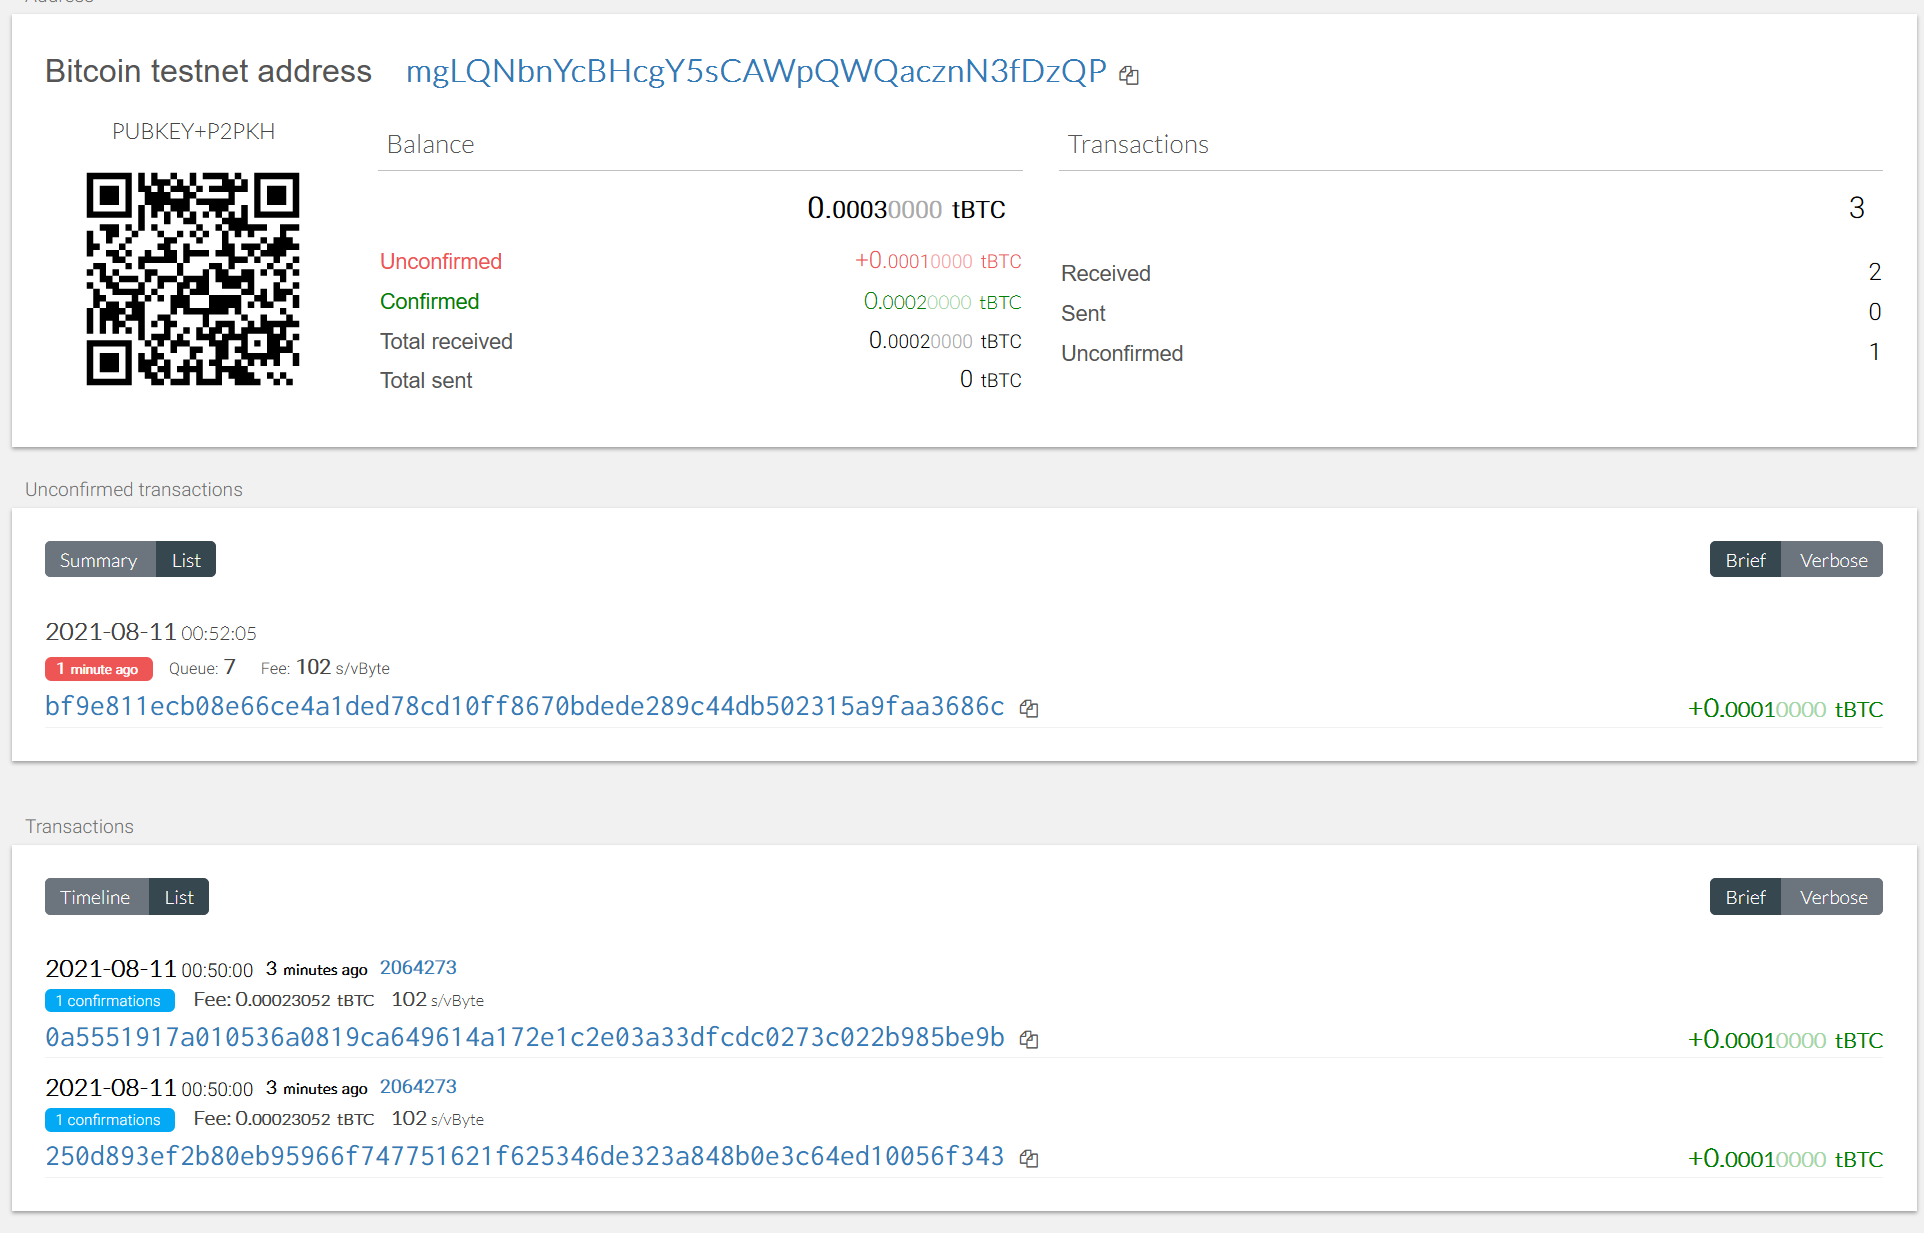 Address
Bitcoin testnet address mgLQNbnYcBHcgY5sCAWpQWQacznN3fDzQP
PUBKEY+P2PKH
Balance
0.00030000 tBTC
Unconfirmed +0.00010000 tBTC
Confirmed 0.00020000 tBTC
Total received 0.00020000 tBTC
Total sent 0 tBTC
Transactions
3
Received 2
Sent 0
Unconfirmed 1
Unconfirmed transactions
Summary List Brief Verbose
2021-08-11 00:52:05
1 minute ago Queue: 7 Fee: 102 s/vByte
bf9e811ecb08e66ce4a1ded78cd10ff8670bdede289c44db502315a9faa3686c +0.00010000 tBTC
Transactions
Timeline List Brief Verbose
2021-08-11 00:50:00 3 minutes ago 2064273
1 confirmations Fee: 0.00023052 tBTC 102 s/vByte
0a5551917a010536a0819ca649614a172e1c2e03a33dfcdc0273c022b985be9b +0.00010000 tBTC
2021-08-11 00:50:00 3 minutes ago 2064273
1 confirmations Fee: 0.00023052 tBTC 102 s/vByte
250d893ef2b80eb95966f747751621f625346de323a848b0e3c64ed10056f343 +0.00010000 tBTC